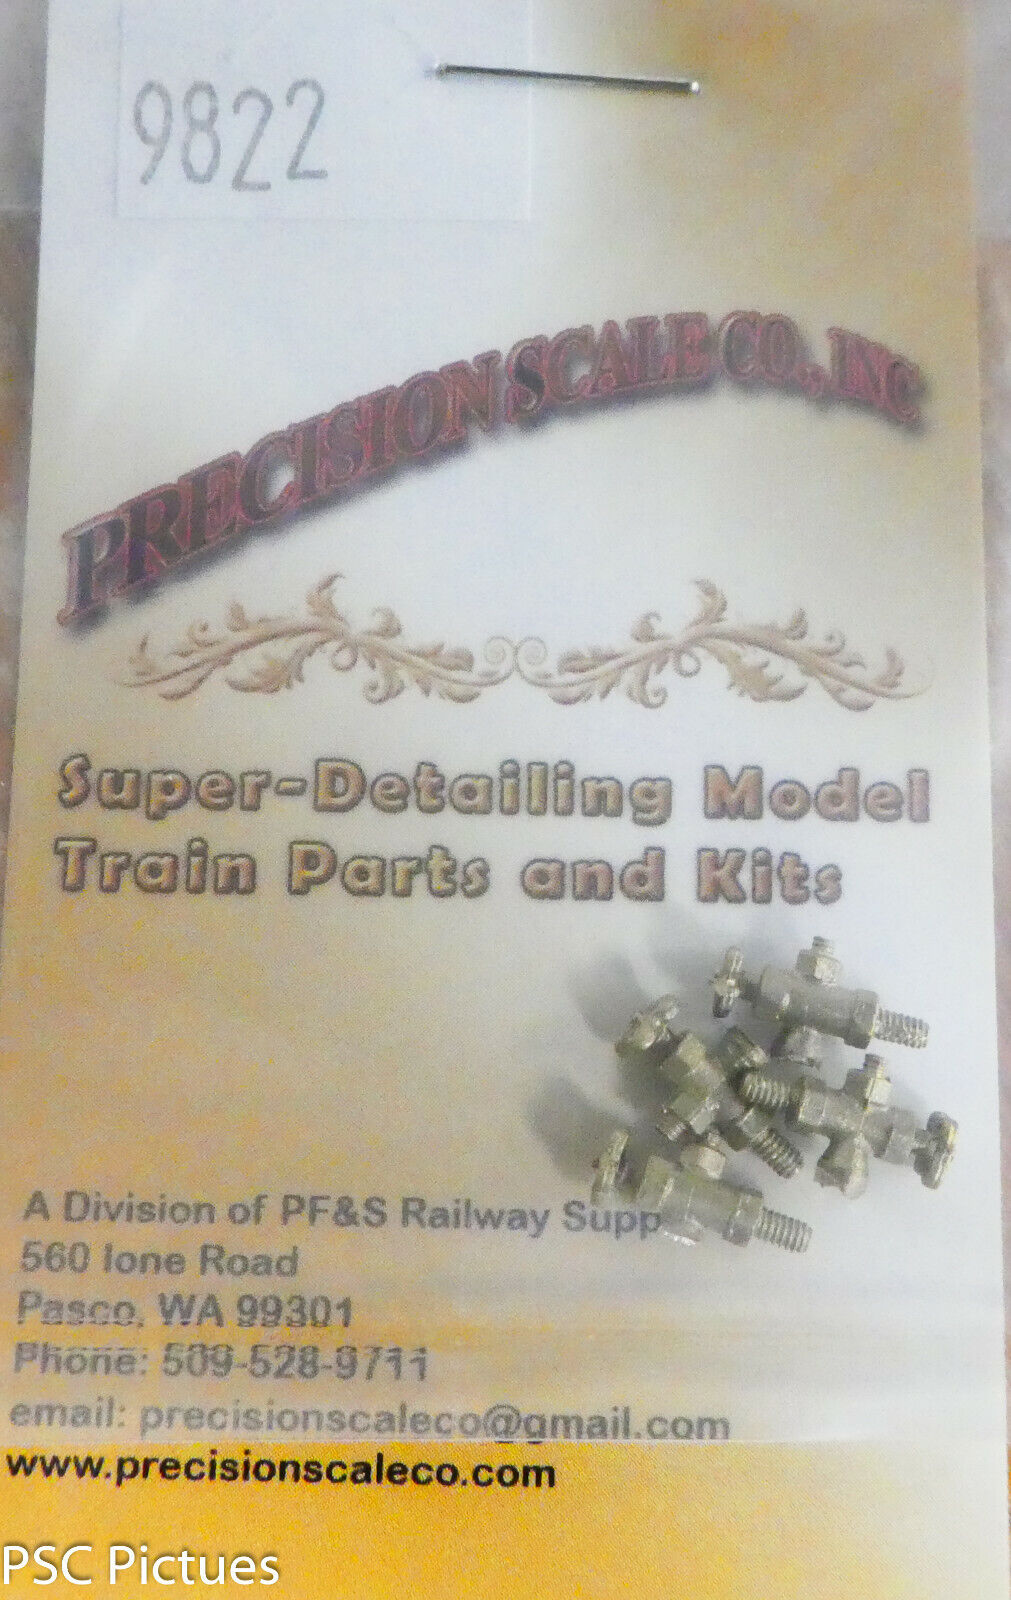 9822
PRECISION SCALE CO., INC
Super-Detailing Model
Train Parts and Kits
A Division of PF&S Railway Supp
560 Ione Road
Pasco, WA 99301
Phone: 509-528-9711
email: precisionscaleco@gmail.com
www.precisionscaleco.com
PSC Pictues